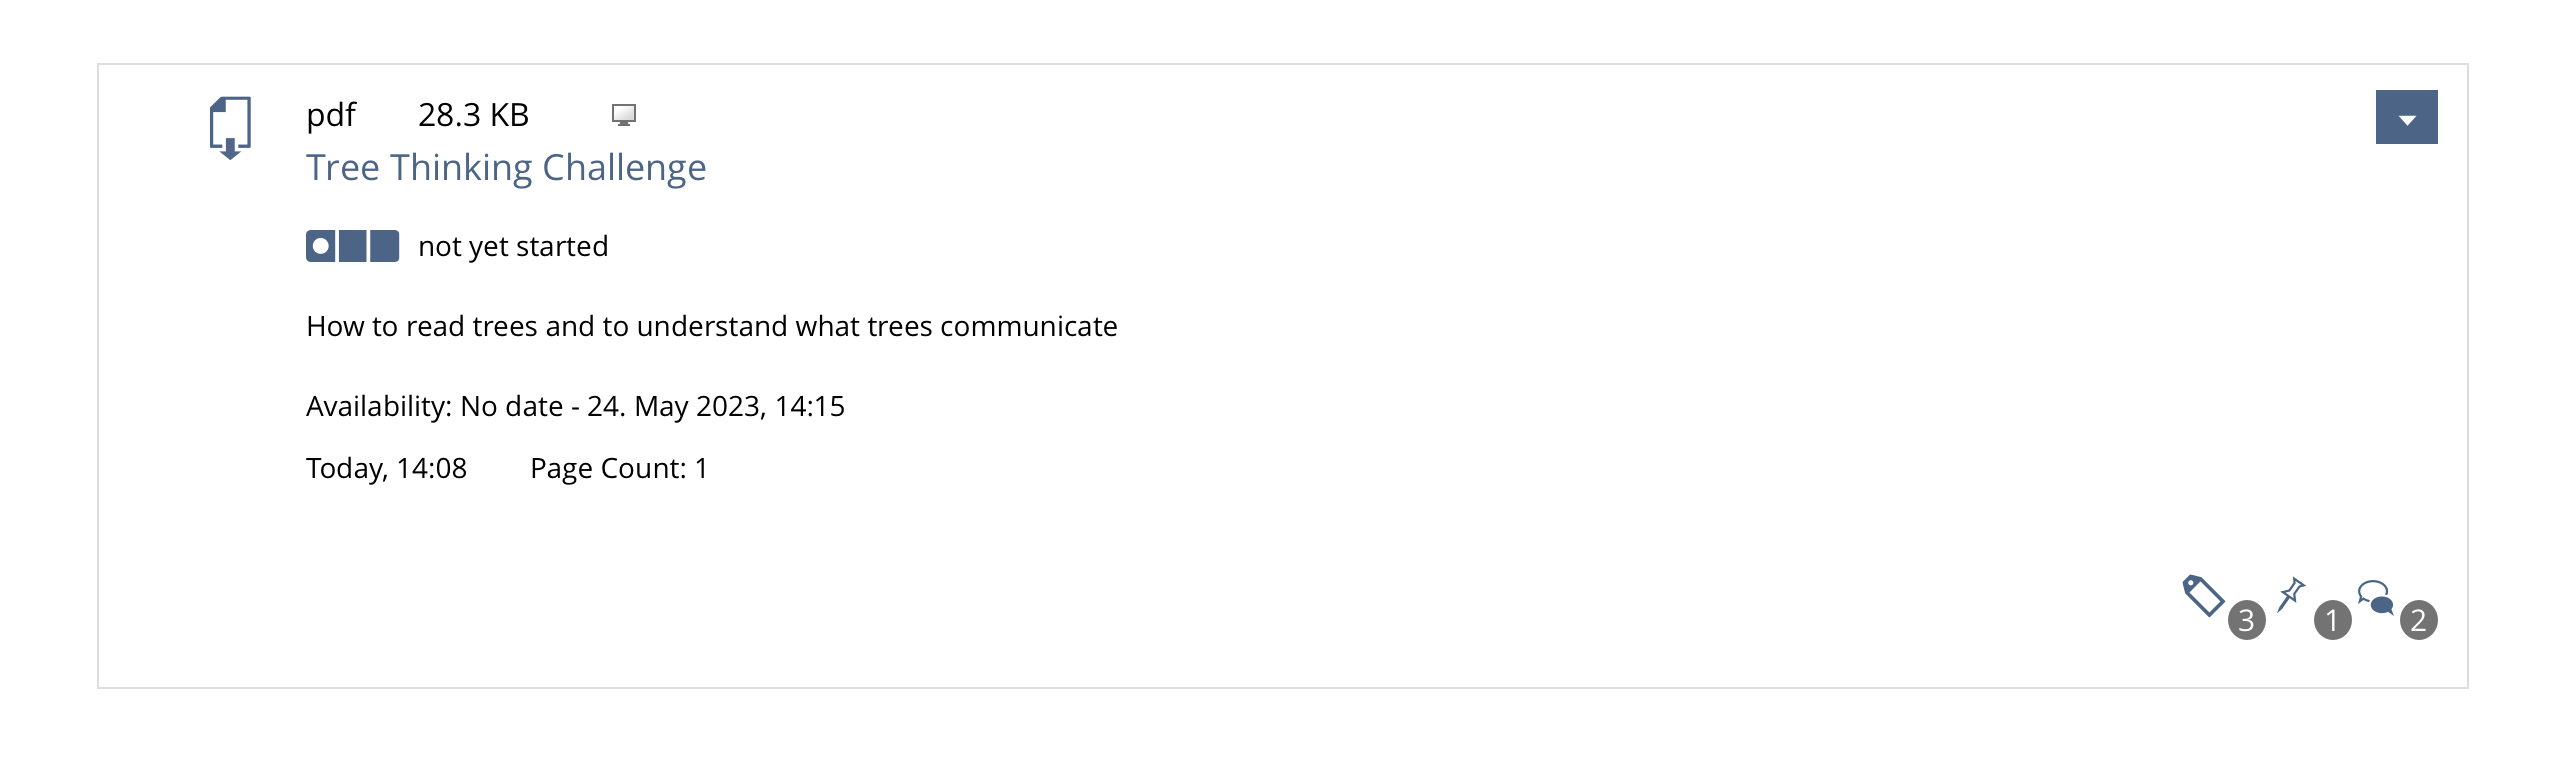 pdf 28.3 KB
Tree Thinking Challenge
not yet started
How to read trees and to understand what trees communicate
Availability: No date - 24. May 2023, 14:15
Today, 14:08 Page Count: 1
3 1 2